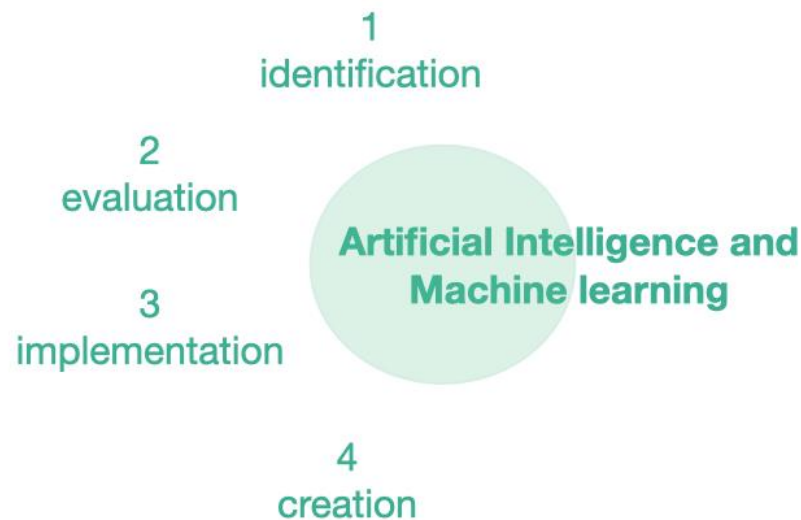 1
identification
2
evaluation
Artificial Intelligence and
Machine learning
3
implementation
4
creation